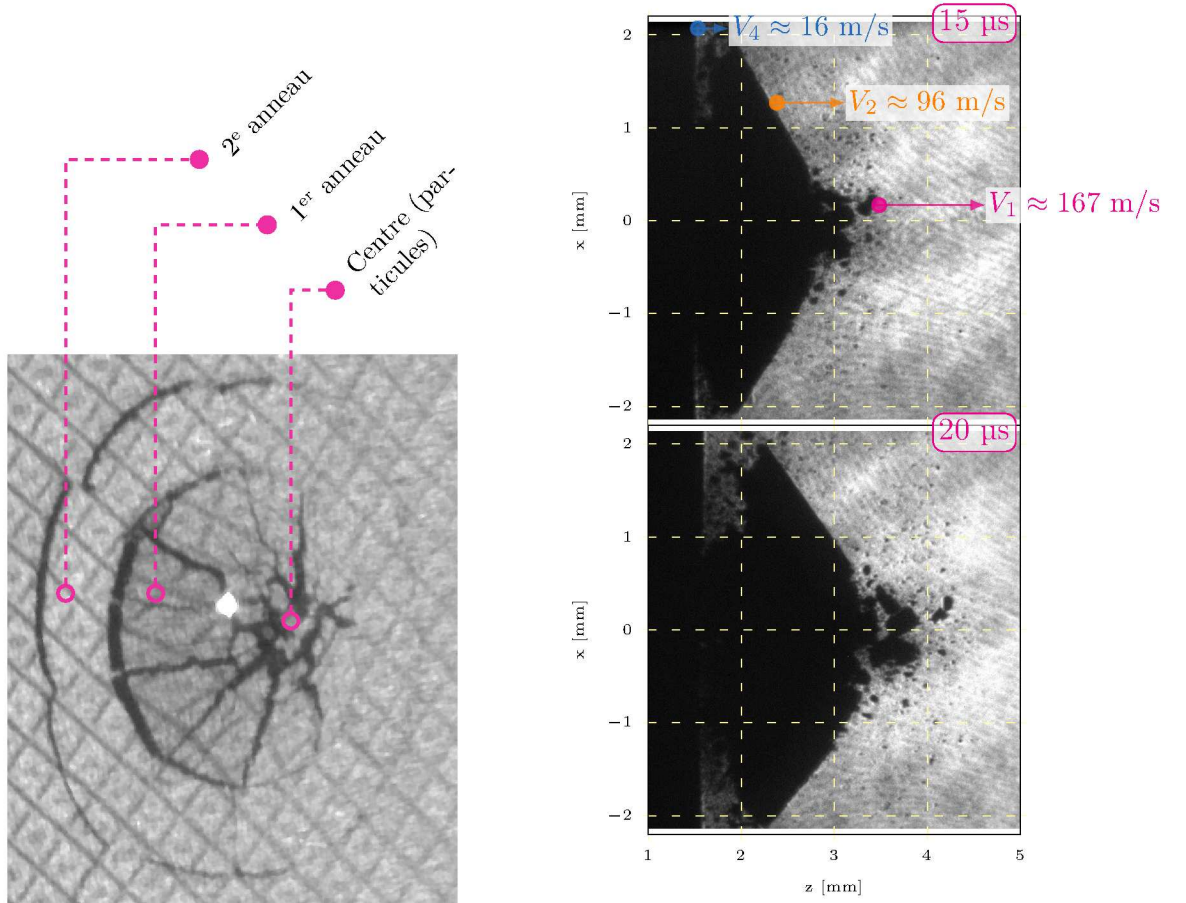 2e anneau
1er anneau
Centre (par-
ticules)
15 µs
V4 ≈ 16 m/s
V2 ≈ 96 m/s
V1 ≈ 167 m/s
2
1
0
−1
−2
x [mm]
20 µs
2
1
0
−1
−2
x [mm]
1 2 3 4 5
z [mm]